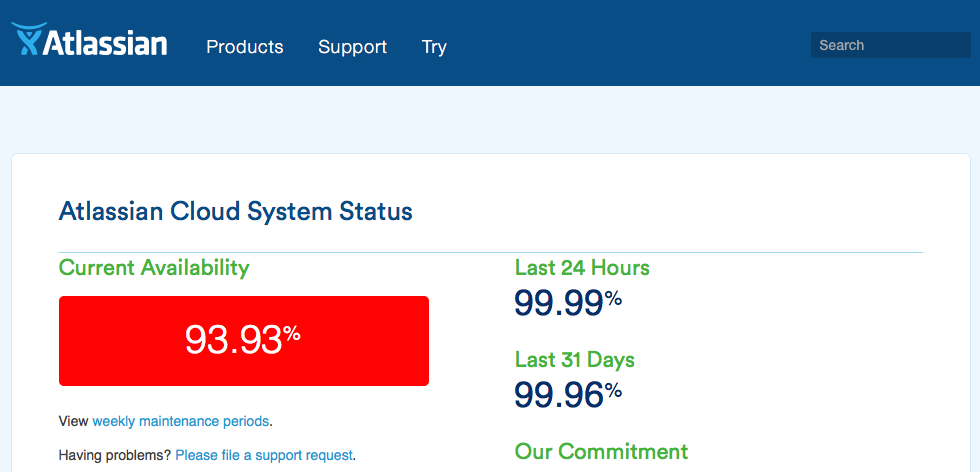 Atlassian
Products Support Try
Search
Atlassian Cloud System Status
Current Availability
93.93%
View weekly maintenance periods.
Having problems? Please file a support request.
Last 24 Hours
99.99%
Last 31 Days
99.96%
Our Commitment